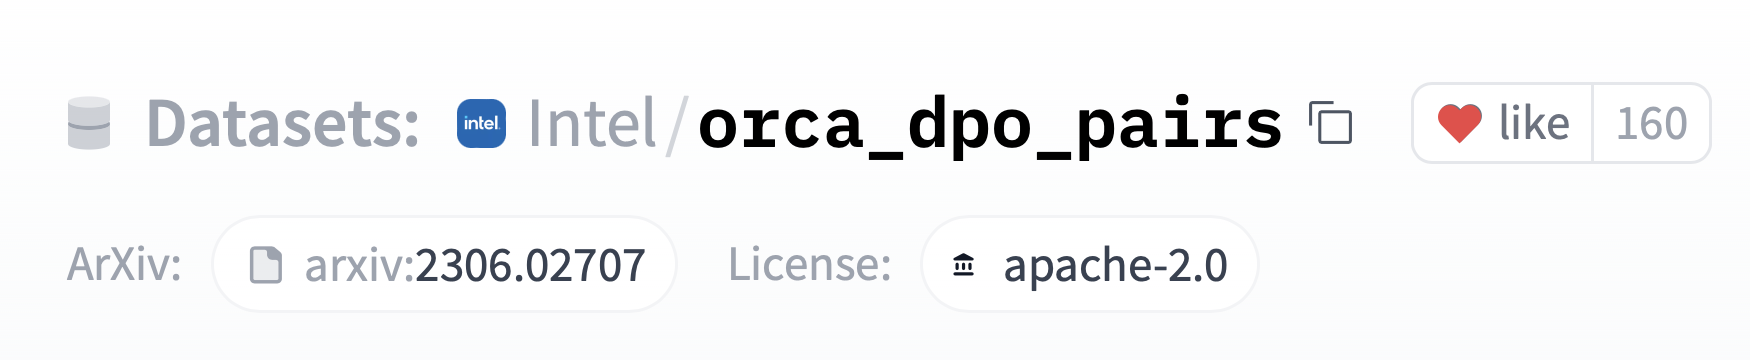 Datasets: intel Intel/orca_dpo_pairs like 160
ArXiv: arxiv:2306.02707 License: apache-2.0